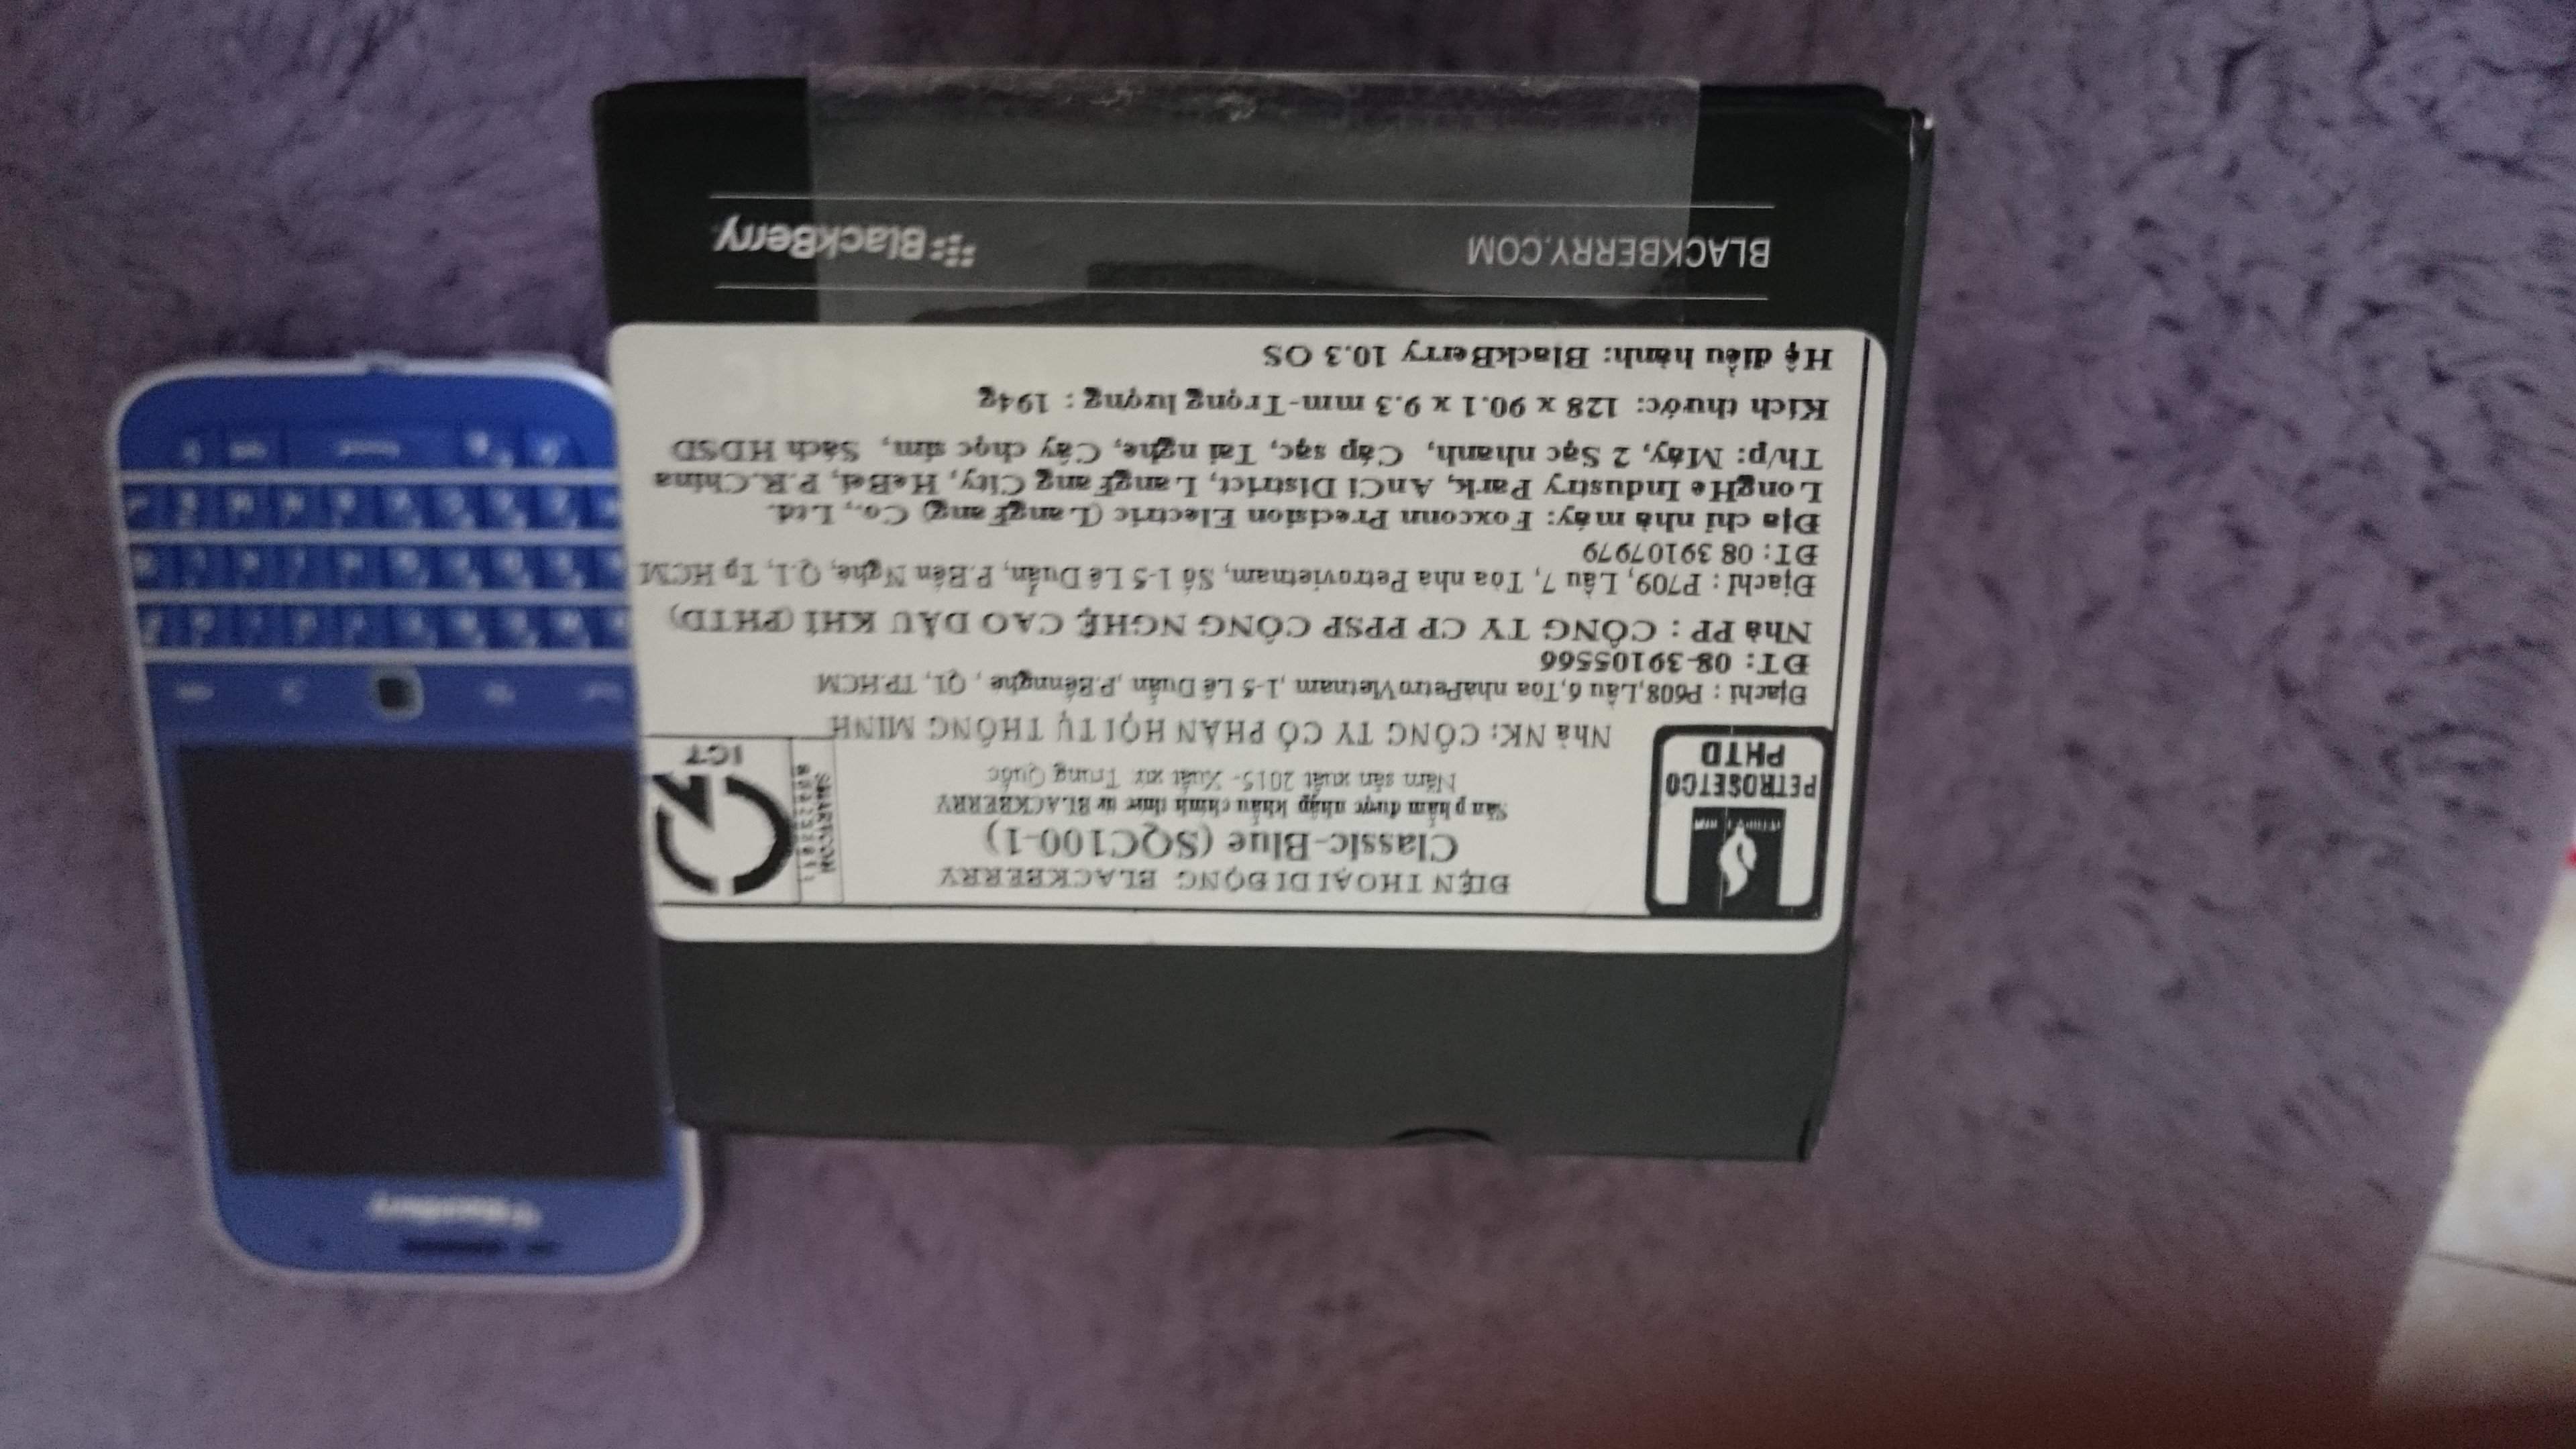 PETROSETCO
PHTD
ĐIỆN THOẠI DI ĐỘNG BLACKBERRY
Classic-Blue (SQC100-1)
Sản phẩm được nhập khẩu chính thức từ BLACKBERRY
Năm sản xuất 2015- Xuất xứ: Trung Quốc
SMARTCOM
ICT
Nhà NK: CÔNG TY CỔ PHẦN HỘI TỤ THÔNG MINH
Địachỉ : P608,Lầu 6,Tòa nhàPetroVietnam ,1-5 Lê Duẩn ,P.Bếnnghé , Q1, TP.HCM
ĐT: 08-39105566
Nhà PP : CÔNG TY CP PPSP CÔNG NGHỆ CAO DẦU KHÍ (PHTD)
Địachỉ : P709, Lầu 7, Tòa nhà Petrovietnam, Số 1-5 Lê Duẩn, P.Bến Nghé, Q.1, Tp HCM
ĐT: 08 39107979
Địa chỉ nhà máy: Foxconn Precision Electric (LangFang) Co., Ltd.
LongHe Industry Park, AnCi District, LangFang City, HeBei, P.R.China
Th/p: Máy, 2 Sạc nhanh, Cáp sạc, Tai nghe, Cây chọc sim, Sách HDSD
Kích thước: 128 x 90.1 x 9.3 mm-Trọng lượng : 194g
Hệ điều hành: BlackBerry 10.3 OS
BLACKBERRY.COM
BlackBerry
BlackBerry